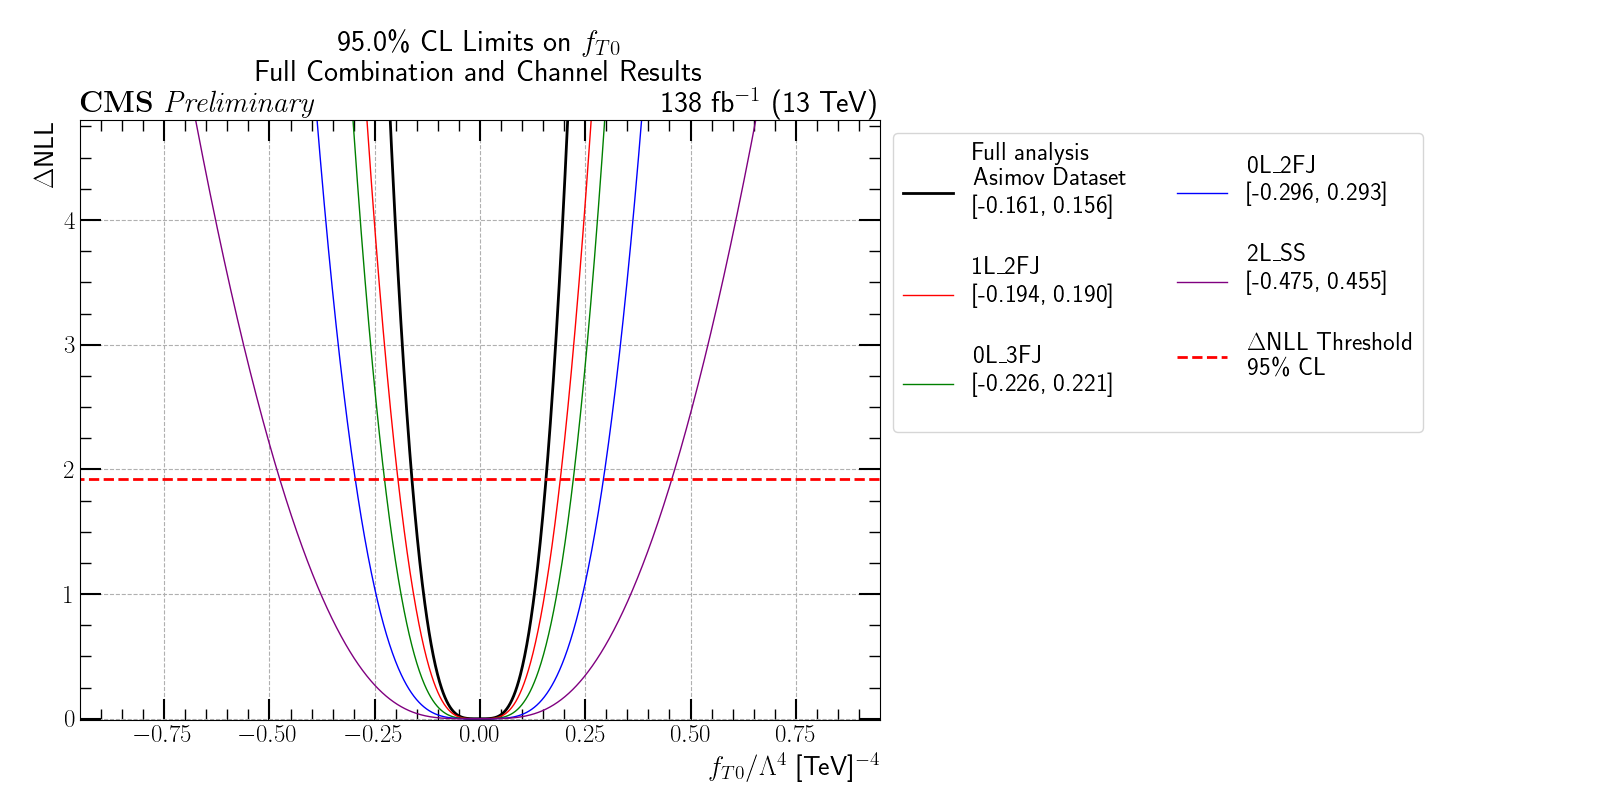 95.0% CL Limits on f_{T0}
Full Combination and Channel Results
CMS Preliminary
138 fb^{-1} (13 TeV)
ΔNLL
4
3
2
1
0
−0.75 −0.50 −0.25 0.00 0.25 0.50 0.75
f_{T0}/Λ^4 [TeV]^{-4}
Full analysis
Asimov Dataset
[-0.161, 0.156]
1L_2FJ
[-0.194, 0.190]
0L_3FJ
[-0.226, 0.221]
0L_2FJ
[-0.296, 0.293]
2L_SS
[-0.475, 0.455]
ΔNLL Threshold
95% CL